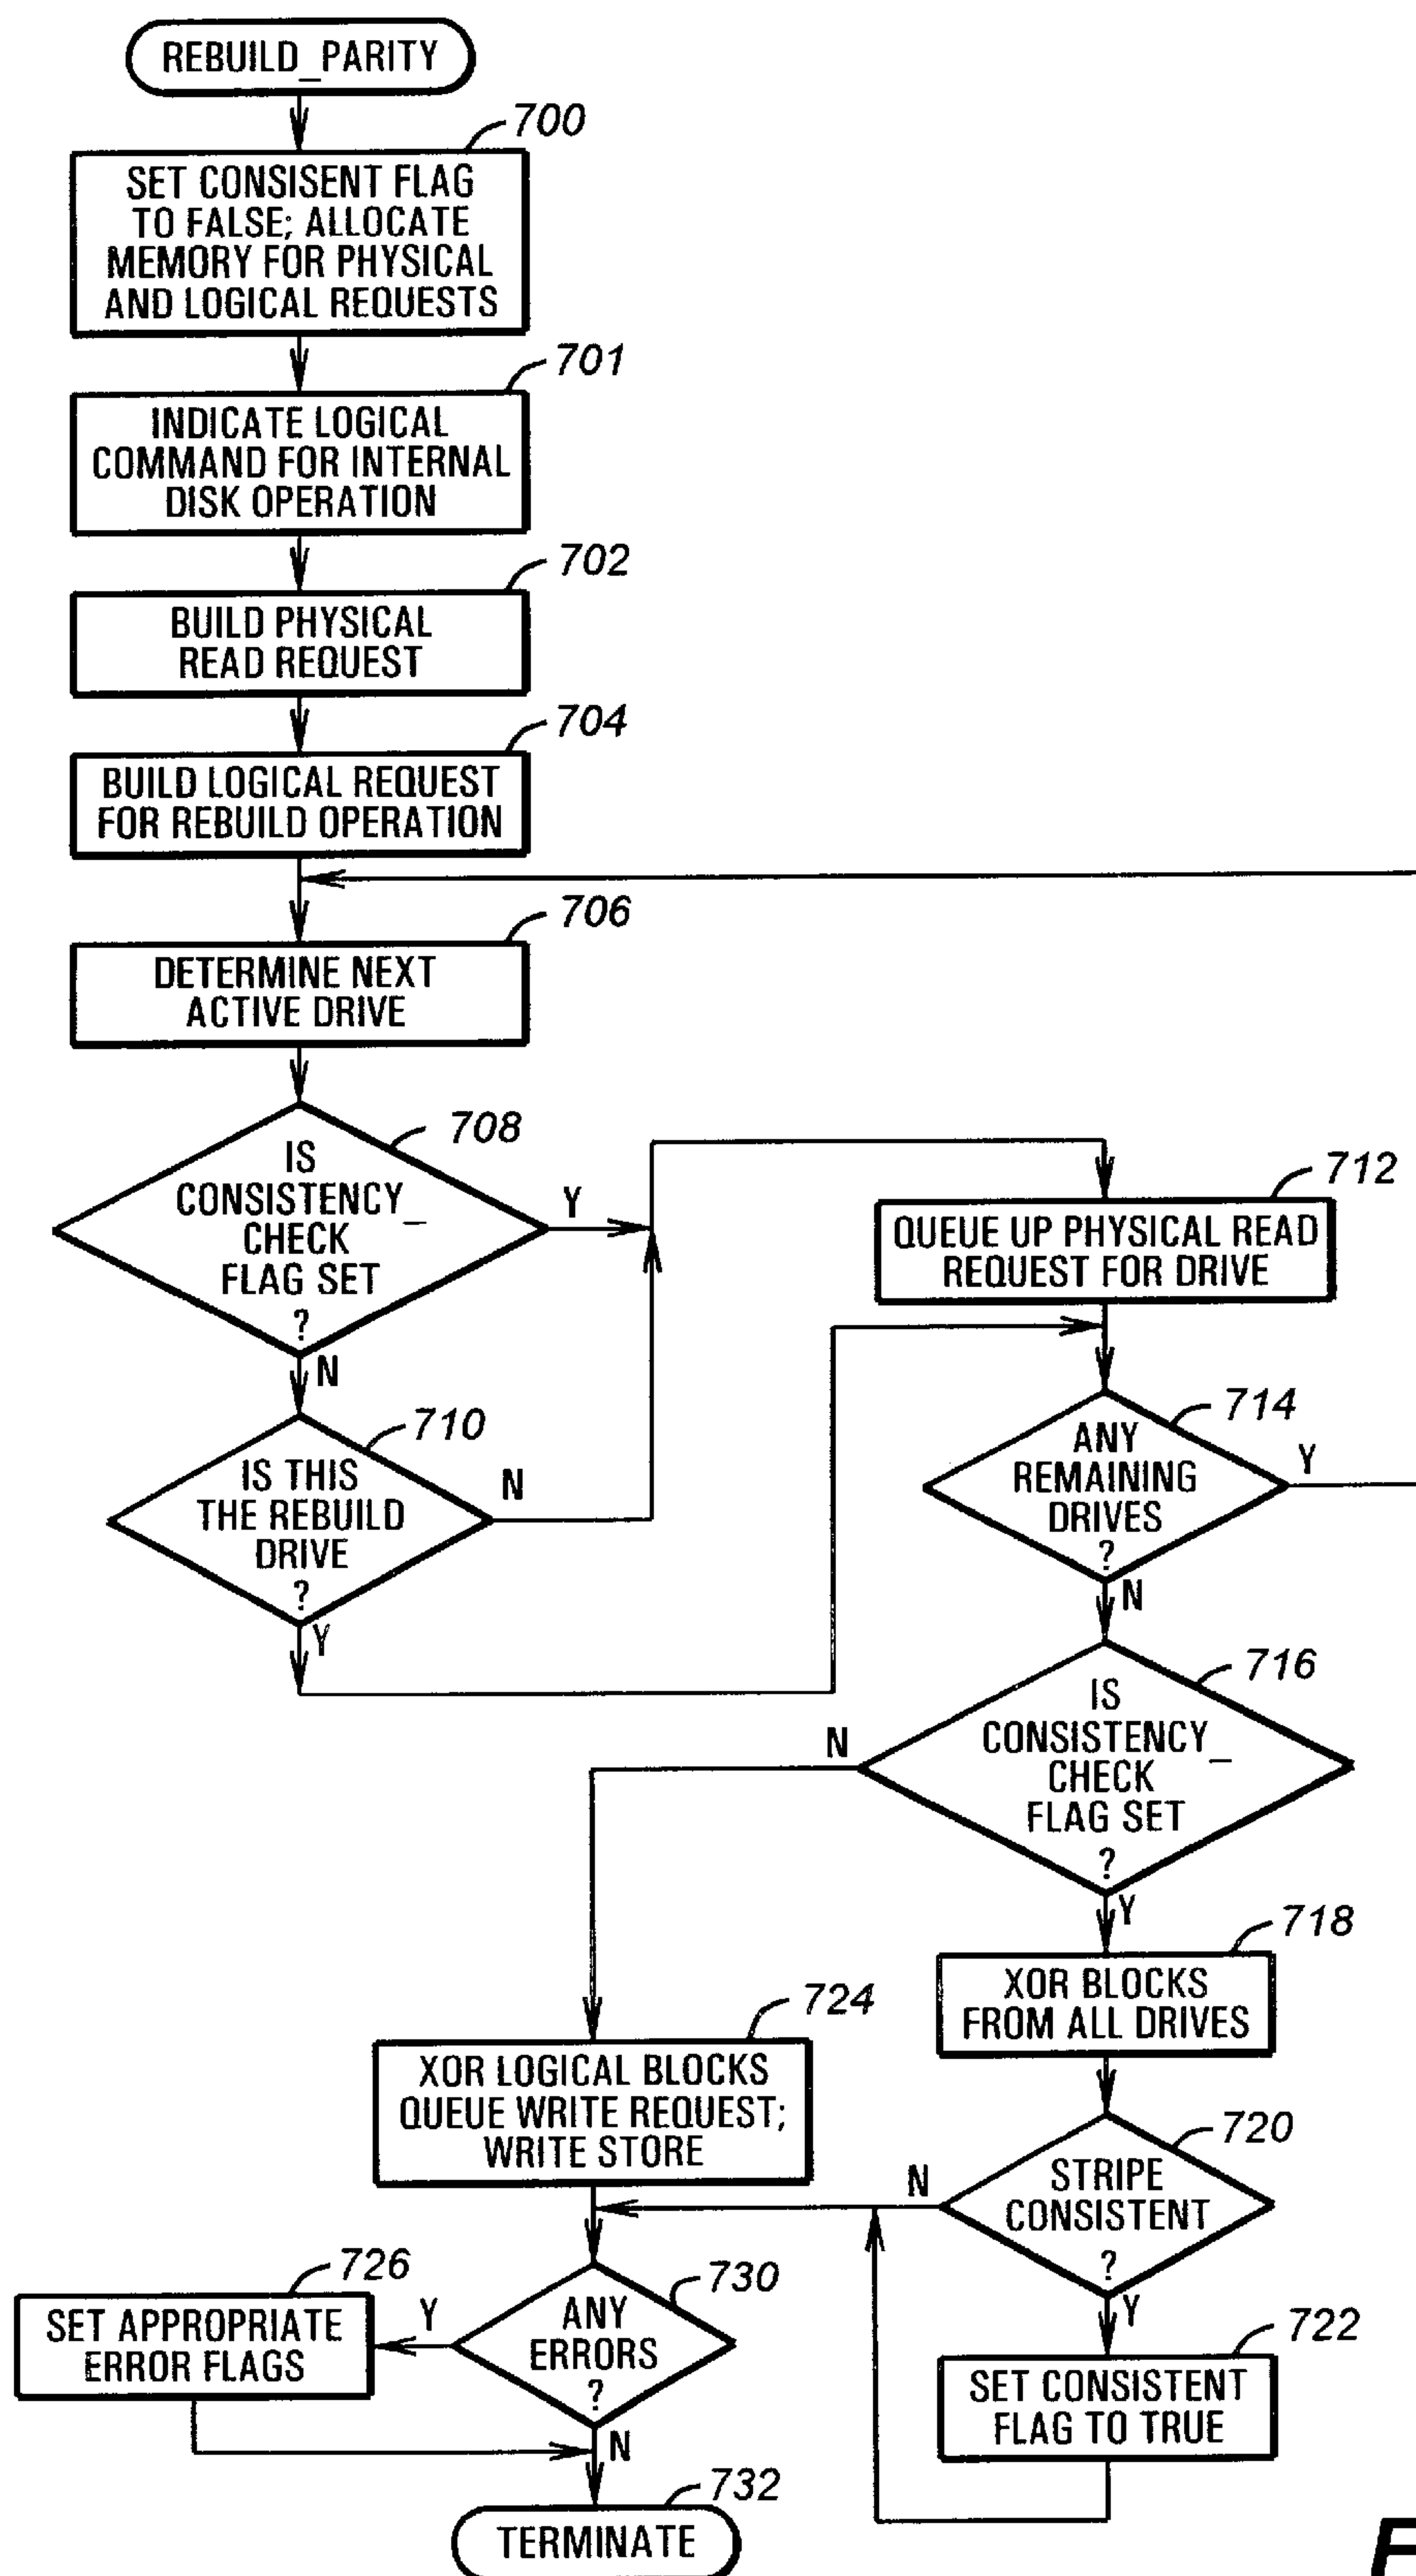 REBUILD_PARITY
700
SET CONSISENT FLAG
TO FALSE; ALLOCATE
MEMORY FOR PHYSICAL
AND LOGICAL REQUESTS
701
INDICATE LOGICAL
COMMAND FOR INTERNAL
DISK OPERATION
702
BUILD PHYSICAL
READ REQUEST
704
BUILD LOGICAL REQUEST
FOR REBUILD OPERATION
706
DETERMINE NEXT
ACTIVE DRIVE
708
IS
CONSISTENCY_
CHECK
FLAG SET
?
Y
N
710
IS THIS
THE REBUILD
DRIVE
?
N
Y
712
QUEUE UP PHYSICAL READ
REQUEST FOR DRIVE
714
ANY
REMAINING
DRIVES
?
Y
N
716
IS
CONSISTENCY_
CHECK
FLAG SET
?
N
Y
718
XOR BLOCKS
FROM ALL DRIVES
724
XOR LOGICAL BLOCKS
QUEUE WRITE REQUEST;
WRITE STORE
720
STRIPE
CONSISTENT
?
N
Y
722
SET CONSISTENT
FLAG TO TRUE
730
ANY
ERRORS
?
Y
N
726
SET APPROPRIATE
ERROR FLAGS
732
TERMINATE